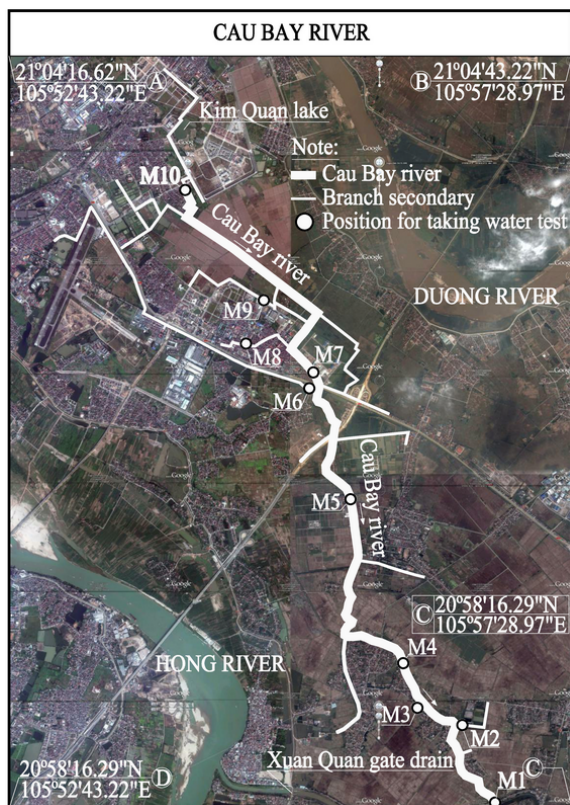 CAU BAY RIVER
21°04'16.62"N
105°52'43.22"E
A
B
21°04'43.22"N
105°57'28.97"E
Kim Quan lake
Note:
Cau Bay river
Branch secondary
Position for taking water test
M10
Cau Bay river
DUONG RIVER
M9
M8
M7
M6
Cau Bay river
M5
C
20°58'16.29"N
105°57'28.97"E
HONG RIVER
M4
M3
M2
Xuan Quan gate drain
M1
C
20°58'16.29"N
105°52'43.22"E
D
Google